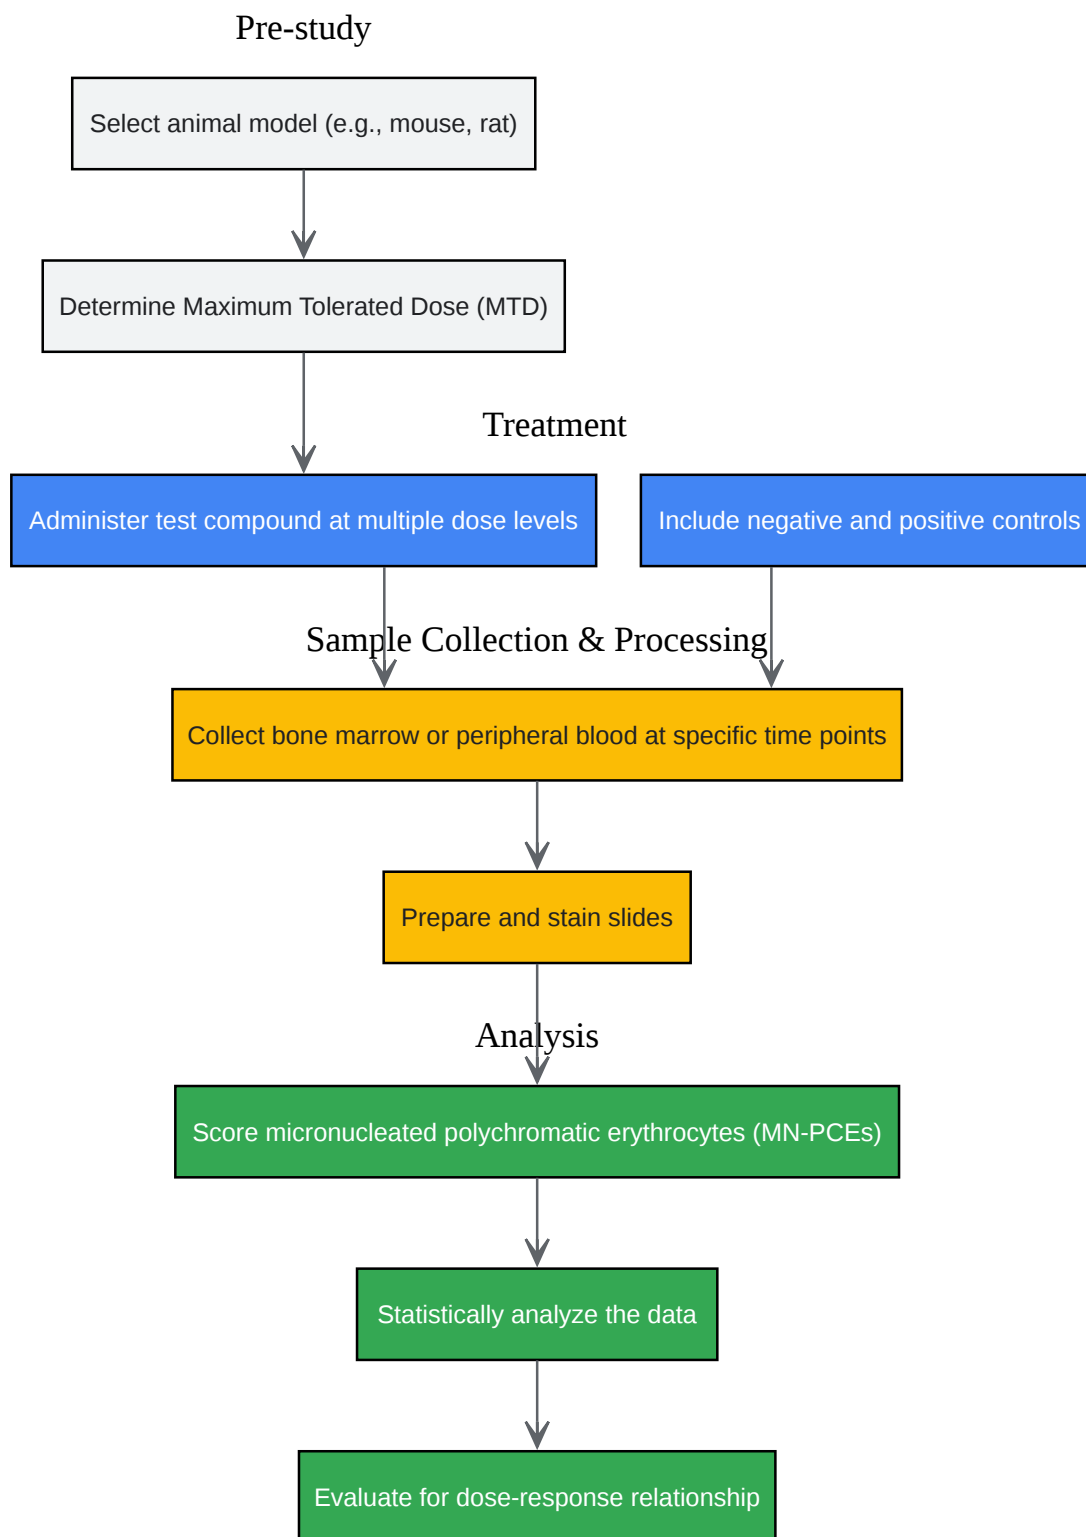 Pre-study
Select animal model (e.g., mouse, rat)
Determine Maximum Tolerated Dose (MTD)
Treatment
Administer test compound at multiple dose levels
Include negative and positive controls
Sample Collection & Processing
Collect bone marrow or peripheral blood at specific time points
Prepare and stain slides
Analysis
Score micronucleated polychromatic erythrocytes (MN-PCEs)
Statistically analyze the data
Evaluate for dose-response relationship